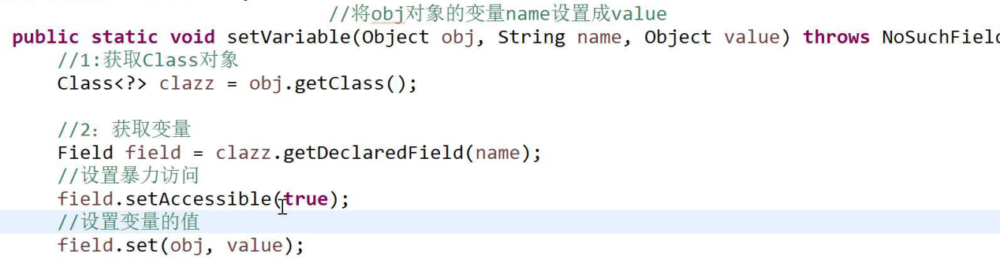 //将obj对象的变量name设置成value
public static void setVariable(Object obj, String name, Object value) throws NoSuchField
//1:获取Class对象
Class<?> clazz = obj.getClass();
//2：获取变量
Field field = clazz.getDeclaredField(name);
//设置暴力访问
field.setAccessible(true);
//设置变量的值
field.set(obj, value);